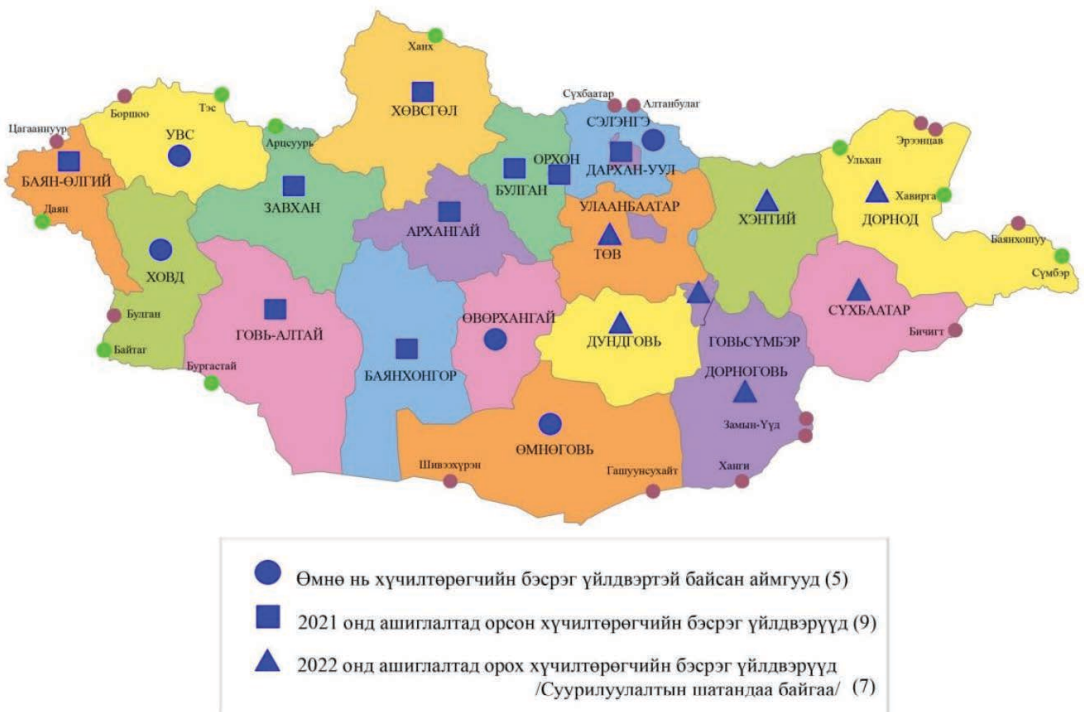 Ханх
ХӨВСГӨЛ
Сүхбаатар
Алтанбулаг
СЭЛЭНГЭ
Боршоо
Тэс
Цагааннуур
УВС
Арцсуурь
Эрээнцав
Ульхан
ОРХОН
ДАРХАН-УУЛ
БАЯН-ӨЛГИЙ
БУЛГАН
ЗАВХАН
Хавирга
Даян
УЛААНБААТАР
ХЭНТИЙ
ДОРНОД
АРХАНГАЙ
Баянхошуу
ТӨВ
Сүмбэр
ХОВД
Булган
ӨВӨРХАНГАЙ
СҮХБААТАР
ГОВЬ-АЛТАЙ
ДУНДГОВЬ
ГОВЬСҮМБЭР
Бичигт
Байтаг
БАЯНХОНГОР
Бургастай
ДОРНОГОВЬ
Замын-Үүд
ӨМНӨГОВЬ
Шивээхүрэн
Гашуунсухайт
Ханги
Өмнө нь хүчилтөрөгчийн бэсрэг үйлдвэртэй байсан аймгууд (5)
2021 онд ашиглалтад орсон хүчилтөрөгчийн бэсрэг үйлдвэрүүд (9)
2022 онд ашиглалтад орох хүчилтөрөгчийн бэсрэг үйлдвэрүүд
/Суурилуулалтын шатандаа байгаа/ (7)